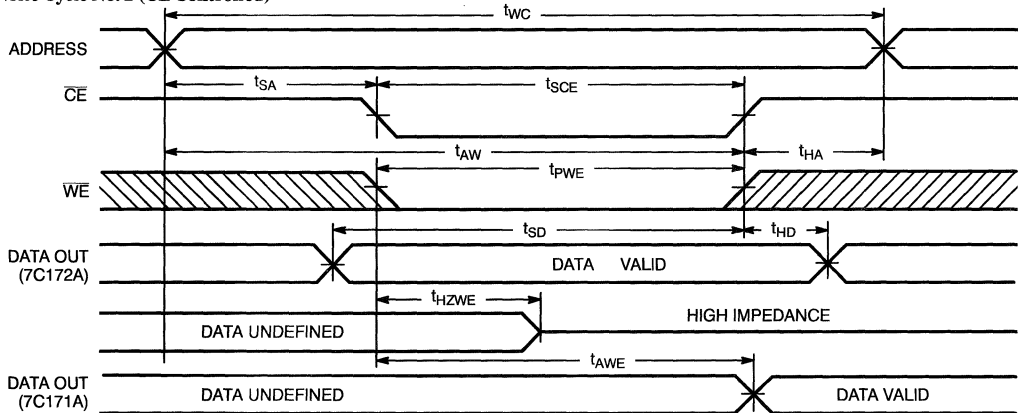 tWC
ADDRESS
tSA
tSCE
CE
tAW
tHA
tPWE
WE
tSD
tHD
DATA OUT
(7C172A)
DATA VALID
tHZWE
HIGH IMPEDANCE
DATA UNDEFINED
tAWE
DATA OUT
(7C171A)
DATA UNDEFINED
DATA VALID